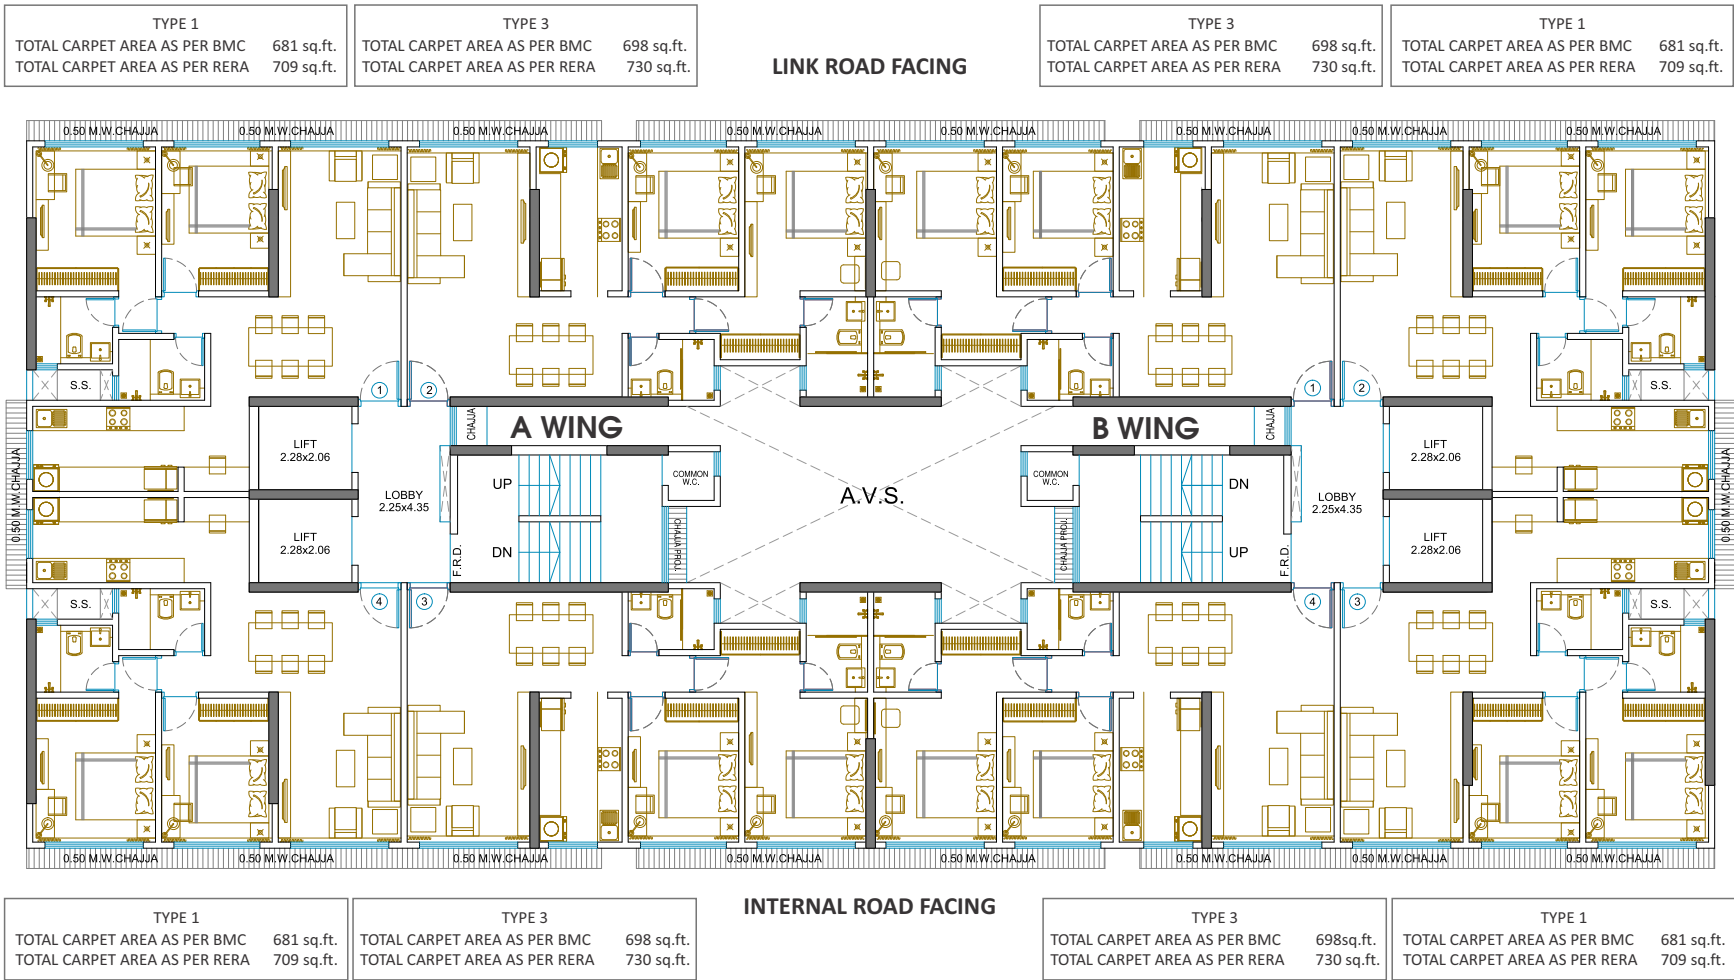 TYPE 1
TOTAL CARPET AREA AS PER BMC 681 sq.ft.
TOTAL CARPET AREA AS PER RERA 709 sq.ft.
TYPE 3
TOTAL CARPET AREA AS PER BMC 698 sq.ft.
TOTAL CARPET AREA AS PER RERA 730 sq.ft.
LINK ROAD FACING
TYPE 3
TOTAL CARPET AREA AS PER BMC 698 sq.ft.
TOTAL CARPET AREA AS PER RERA 730 sq.ft.
TYPE 1
TOTAL CARPET AREA AS PER BMC 681 sq.ft.
TOTAL CARPET AREA AS PER RERA 709 sq.ft.
0.50 M.W.CHAJJA
0.50 M.W.CHAJJA
0.50 M.W.CHAJJA
0.50 M.W.CHAJJA
0.50 M.W.CHAJJA
0.50 M.W.CHAJJA
0.50 M.W.CHAJJA
0.50 M.W.CHAJJA
S.S.
1
2
1
2
S.S.
CHAJJA
A WING
B WING
CHAJJA
LIFT
2.28x2.06
LIFT
2.28x2.06
0.50 M.W.CHAJJA
LOBBY
2.25x4.35
UP
COMMON
W.C.
A.V.S.
COMMON
W.C.
DN
LOBBY
2.25x4.35
0.50 M.W.CHAJJA
LIFT
2.28x2.06
F.R.D.
DN
CHAJJA PROJ.
CHAJJA PROJ.
UP
F.R.D.
LIFT
2.28x2.06
S.S.
4
3
4
3
S.S.
0.50 M.W.CHAJJA
0.50 M.W.CHAJJA
0.50 M.W.CHAJJA
0.50 M.W.CHAJJA
0.50 M.W.CHAJJA
0.50 M.W.CHAJJA
0.50 M.W.CHAJJA
0.50 M.W.CHAJJA
TYPE 1
TOTAL CARPET AREA AS PER BMC 681 sq.ft.
TOTAL CARPET AREA AS PER RERA 709 sq.ft.
TYPE 3
TOTAL CARPET AREA AS PER BMC 698 sq.ft.
TOTAL CARPET AREA AS PER RERA 730 sq.ft.
INTERNAL ROAD FACING
TYPE 3
TOTAL CARPET AREA AS PER BMC 698sq.ft.
TOTAL CARPET AREA AS PER RERA 730 sq.ft.
TYPE 1
TOTAL CARPET AREA AS PER BMC 681 sq.ft.
TOTAL CARPET AREA AS PER RERA 709 sq.ft.